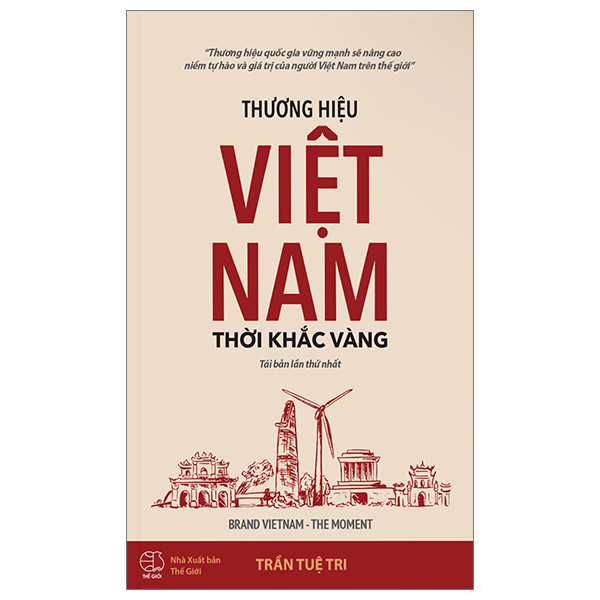 “Thương hiệu quốc gia vững mạnh sẽ nâng cao
niềm tự hào và giá trị của người Việt Nam trên thế giới”
THƯƠNG HIỆU
VIỆT
NAM
THỜI KHẮC VÀNG
Tái bản lần thứ nhất
BRAND VIETNAM - THE MOMENT
THẾ GIỚI
Nhà Xuất bản
Thế Giới
TRẦN TUỆ TRI